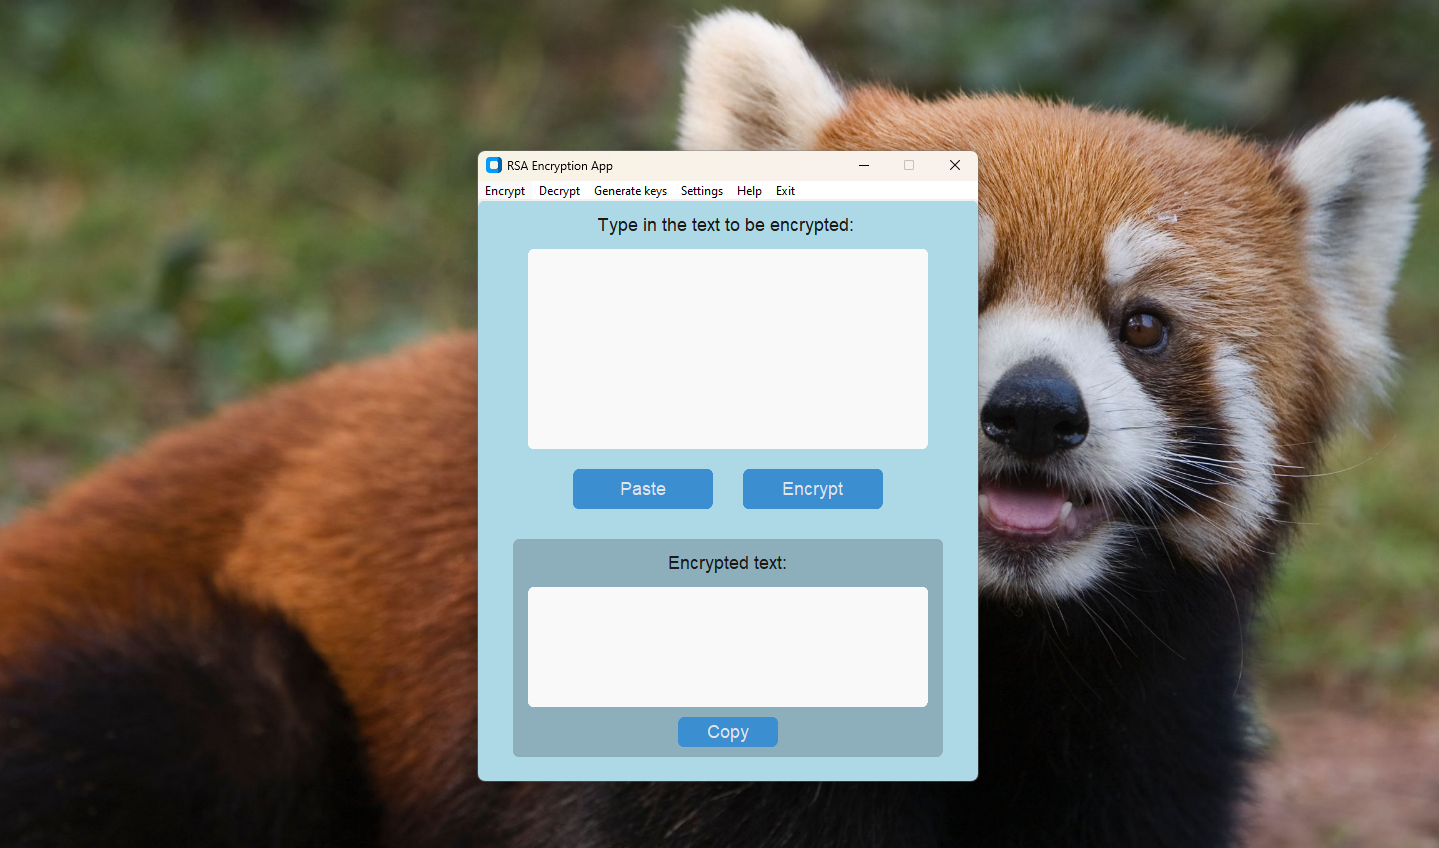 RSA Encryption App
Encrypt Decrypt Generate keys Settings Help Exit
Type in the text to be encrypted:
Paste Encrypt
Encrypted text:
Copy